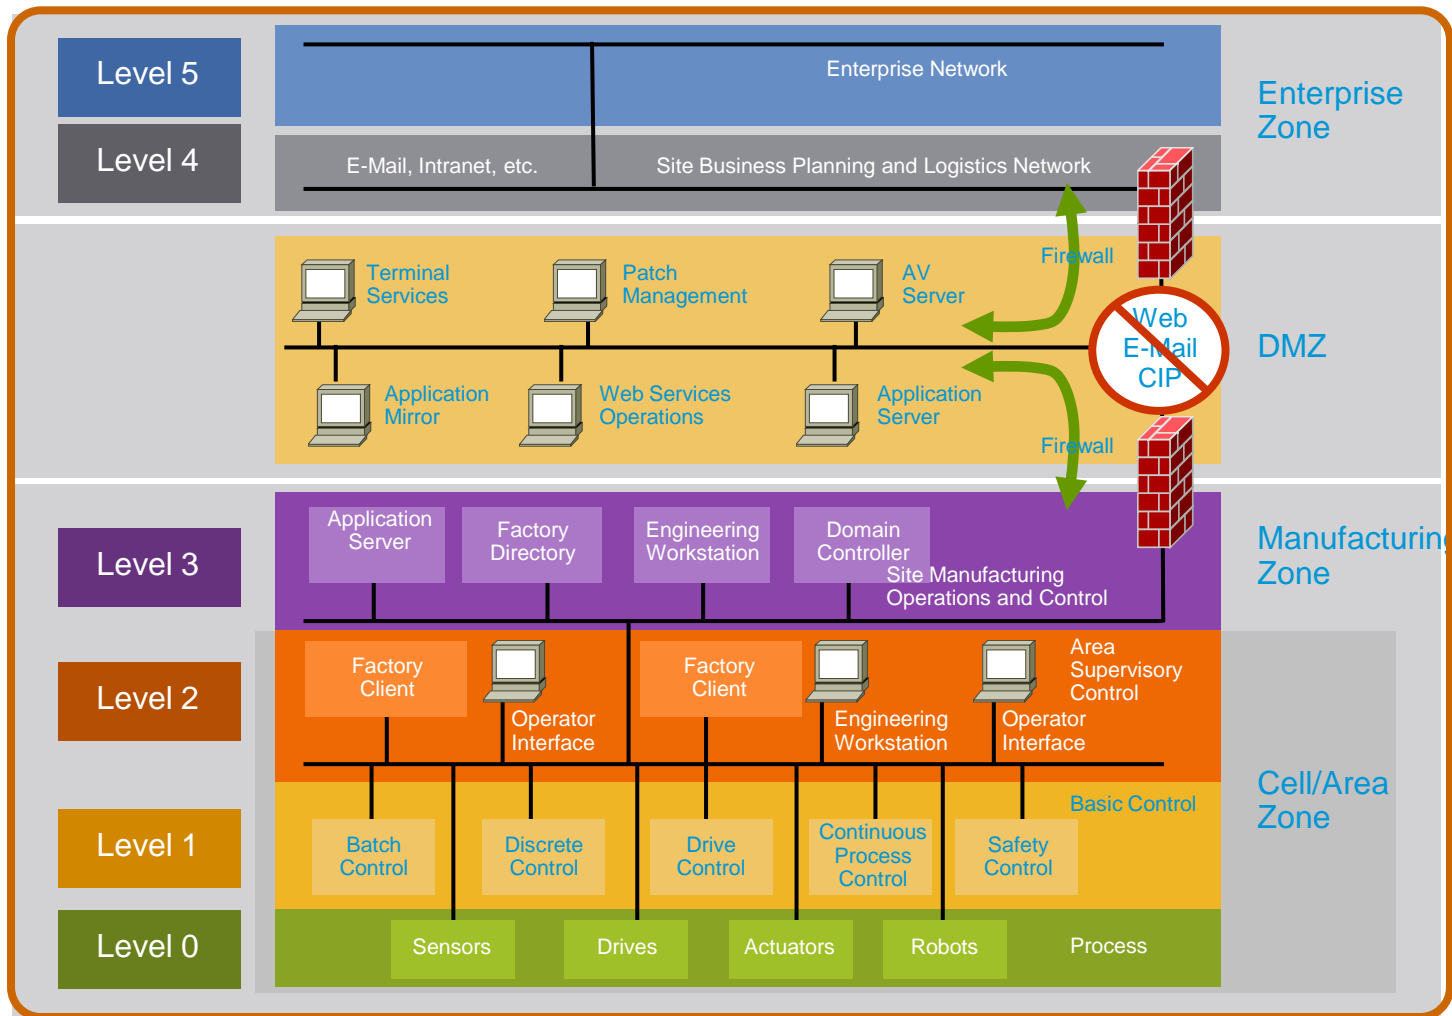 Level 5
Enterprise Network
Enterprise
Zone
Level 4
E-Mail, Intranet, etc.
Site Business Planning and Logistics Network
Terminal
Services
Patch
Management
AV
Server
Firewall
Web
E-Mail
CIP
DMZ
Application
Mirror
Web Services
Operations
Application
Server
Firewall
Level 3
Application
Server
Factory
Directory
Engineering
Workstation
Domain
Controller
Site Manufacturing
Operations and Control
Manufacturing
Zone
Level 2
Factory
Client
Operator
Interface
Factory
Client
Engineering
Workstation
Operator
Interface
Area
Supervisory
Control
Cell/Area
Zone
Level 1
Basic Control
Batch
Control
Discrete
Control
Drive
Control
Continuous
Process
Control
Safety
Control
Level 0
Sensors
Drives
Actuators
Robots
Process